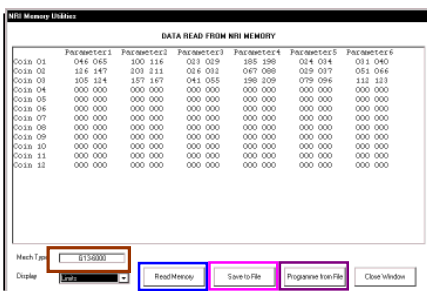 NRI Memory Utilities
DATA READ FROM NRI MEMORY
Parameter1 Parameter2 Parameter3 Parameter4 Parameter5 Parameter6
Coin 01 046 065 100 116 023 029 185 198 024 034 031 040
Coin 02 126 147 203 211 026 032 067 088 029 037 051 066
Coin 03 105 124 157 167 041 055 198 209 079 096 112 123
Coin 04 000 000 000 000 000 000 000 000 000 000 000 000
Coin 05 000 000 000 000 000 000 000 000 000 000 000 000
Coin 06 000 000 000 000 000 000 000 000 000 000 000 000
Coin 07 000 000 000 000 000 000 000 000 000 000 000 000
Coin 08 000 000 000 000 000 000 000 000 000 000 000 000
Coin 09 000 000 000 000 000 000 000 000 000 000 000 000
Coin 10 000 000 000 000 000 000 000 000 000 000 000 000
Coin 11 000 000 000 000 000 000 000 000 000 000 000 000
Coin 12 000 000 000 000 000 000 000 000 000 000 000 000
Mech Type G13-6000
Display Limits Read Memory Save to File Programme from File Close Window